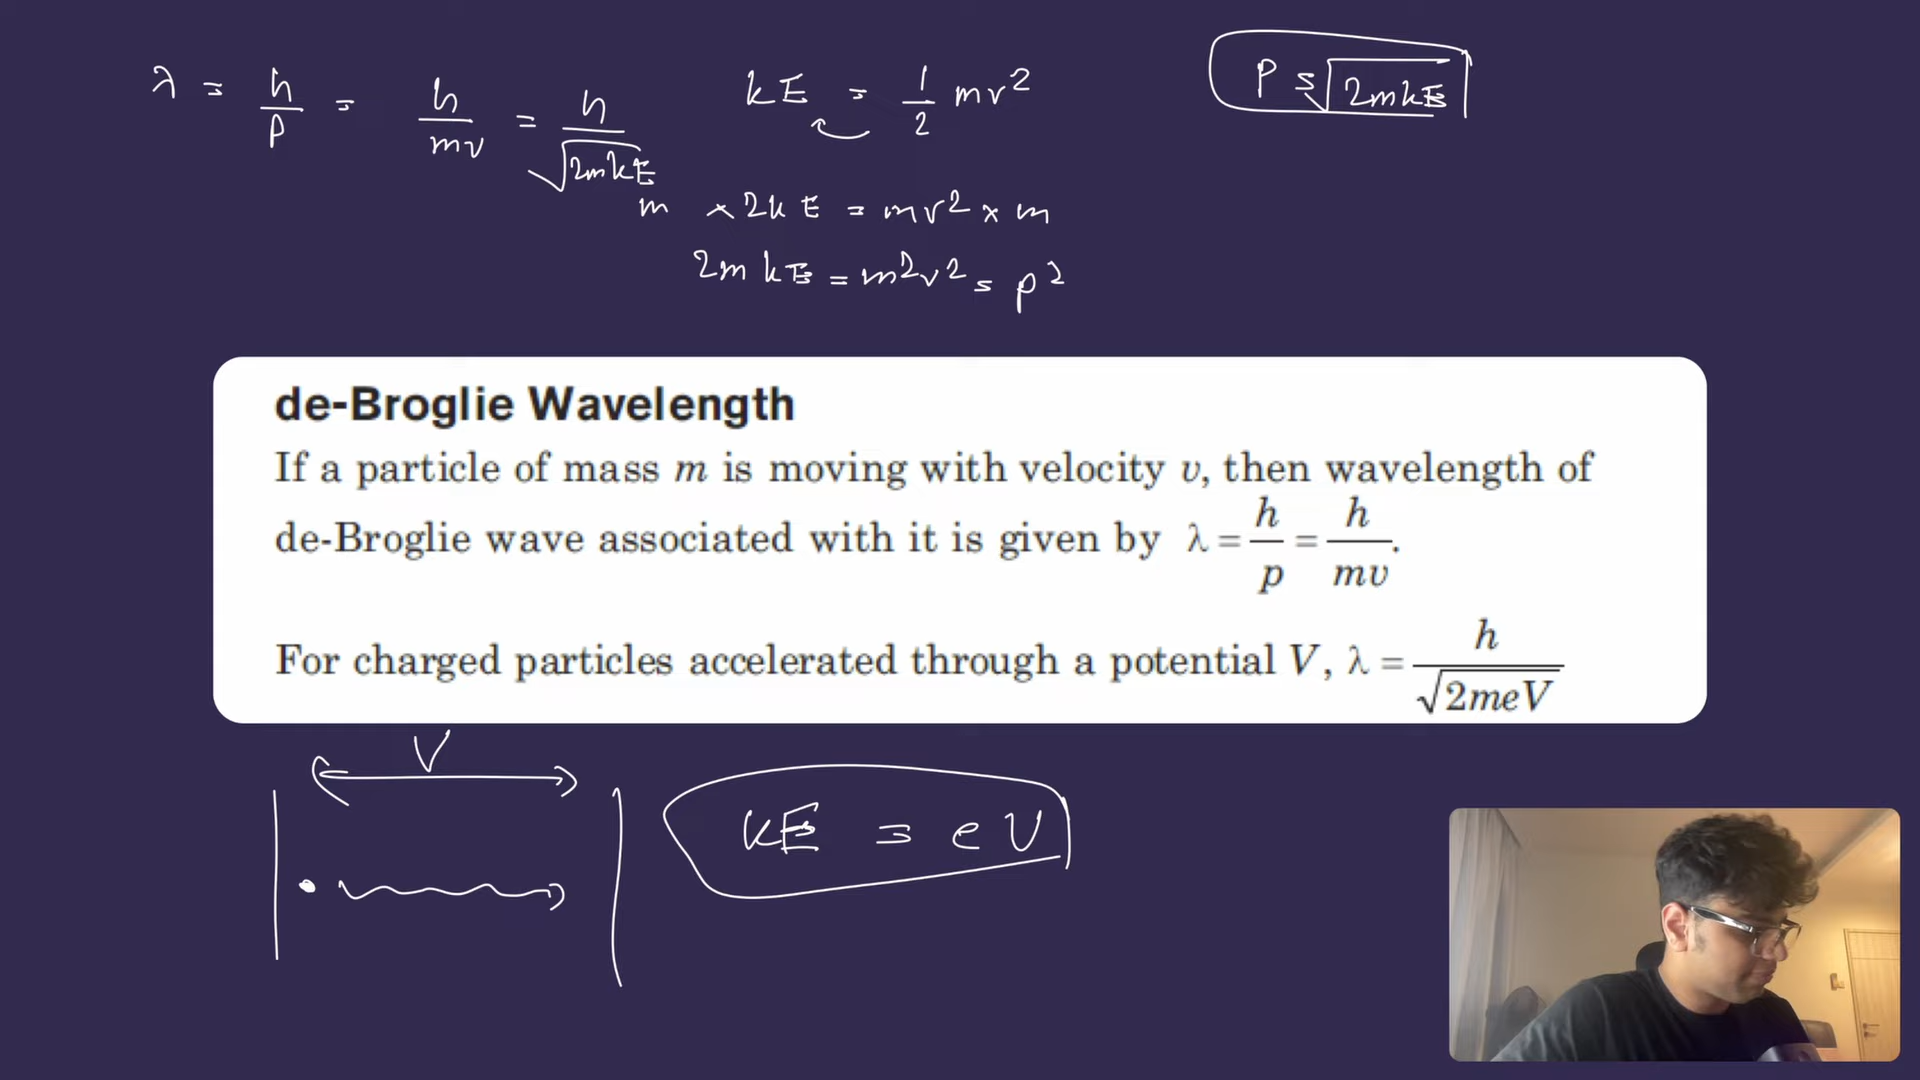 λ = h/p = h/mv = h/√2mkE
kE = 1/2 mv²
P = √2mkE
m × 2kE = mv² × m
2m kE = m²v² = p²
de-Broglie Wavelength
If a particle of mass m is moving with velocity v, then wavelength of
de-Broglie wave associated with it is given by λ = h/p = h/mv.
For charged particles accelerated through a potential V, λ = h/√2meV
V
kE = eV